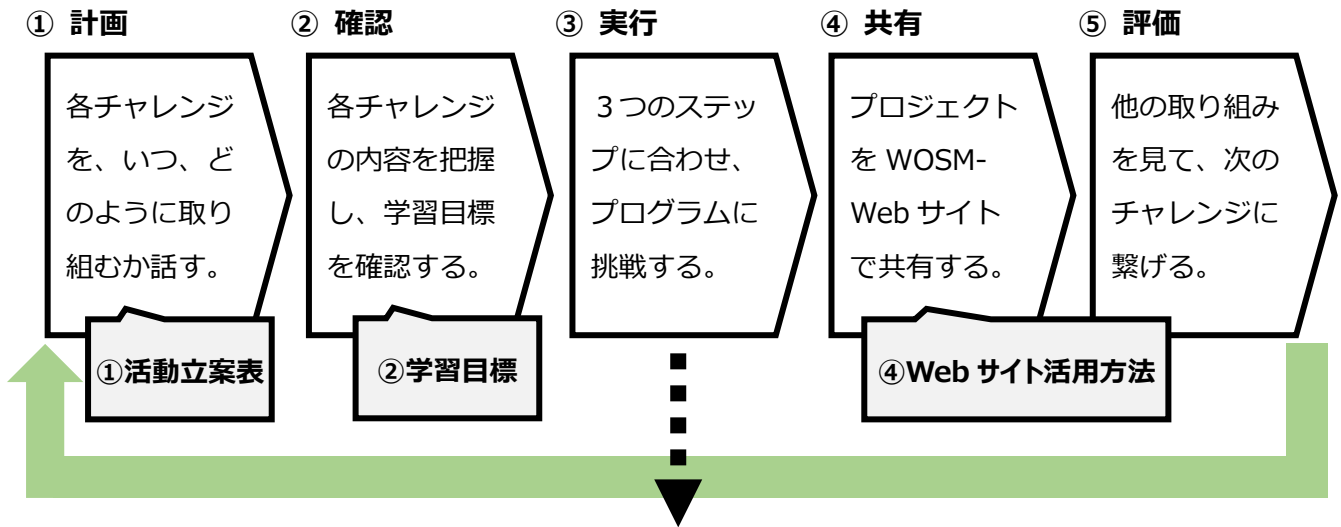 ① 計画
② 確認
③ 実行
④ 共有
⑤ 評価
各チャレンジ
を、いつ、ど
のように取り
組むか話す。
各チャレンジ
の内容を把握
し、学習目標
を確認する。
３つのステッ
プに合わせ、
プログラムに
挑戦する。
プロジェクト
を WOSM-
Web サイト
で共有する。
他の取り組み
を見て、次の
チャレンジに
繋げる。
①活動立案表
②学習目標
④Web サイト活用方法